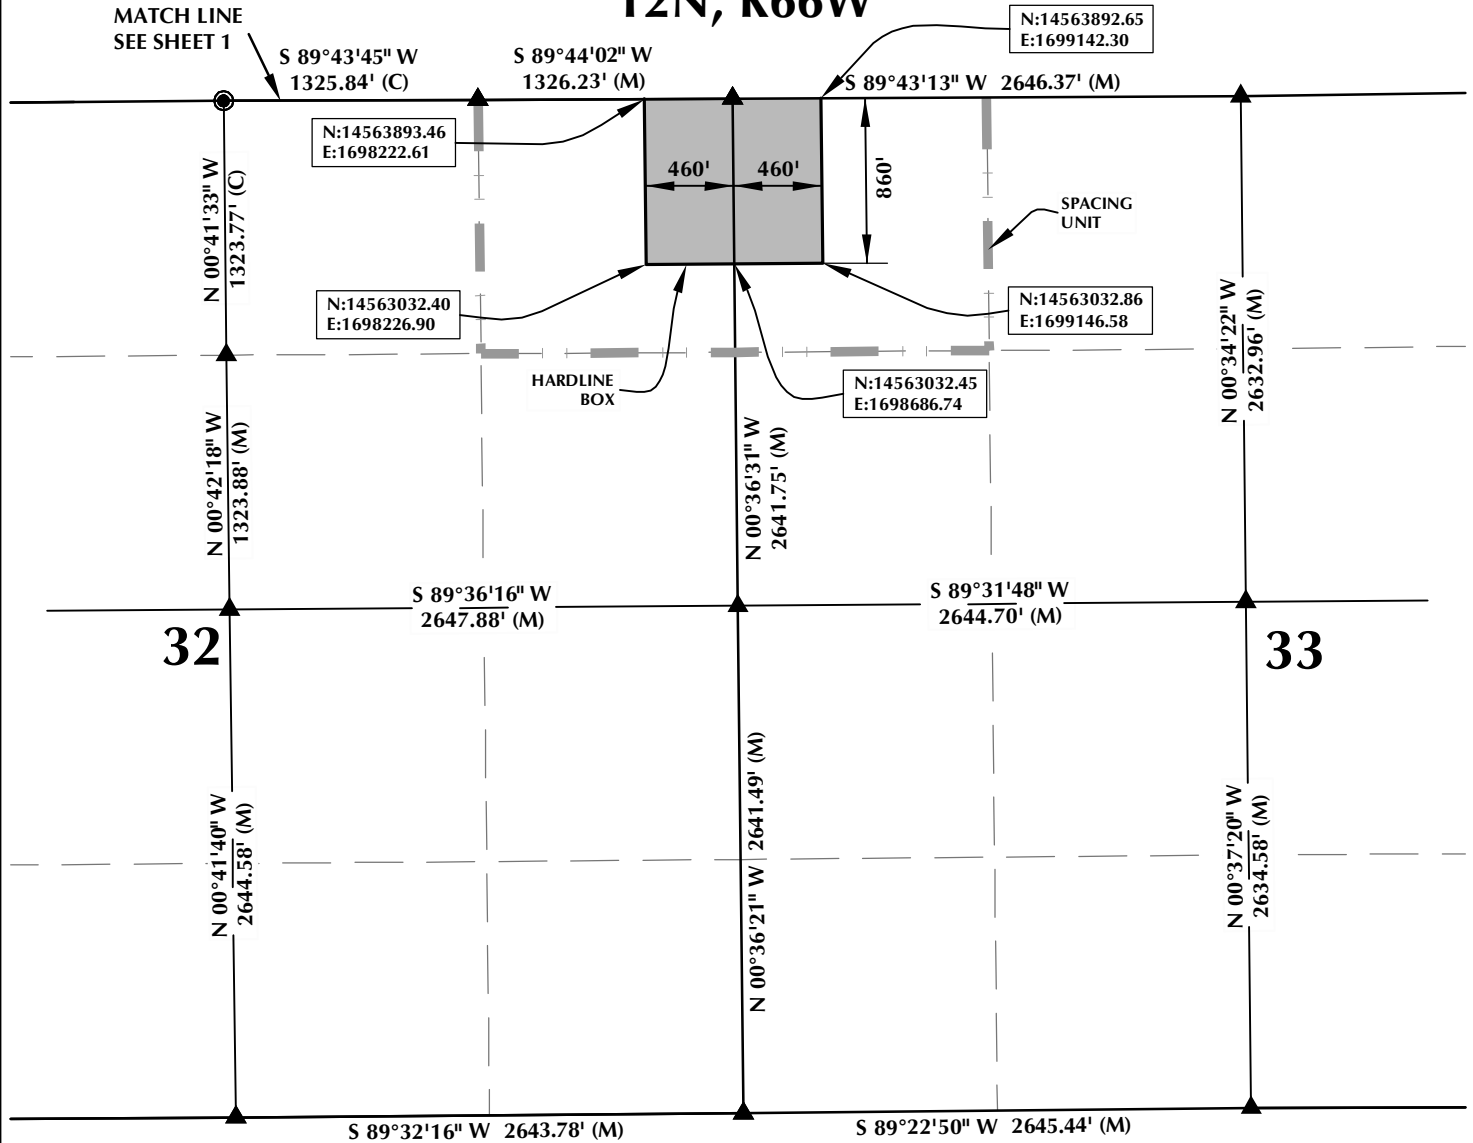 12N, R66W
MATCH LINE
SEE SHEET 1
S 89°43'45" W
1325.84' (C)
S 89°44'02" W
1326.23' (M)
N:14563892.65
E:1699142.30
S 89°43'13" W 2646.37' (M)
N:14563893.46
E:1698222.61
460'
460'
860'
SPACING
UNIT
N 00°41'33" W
1323.77' (C)
N:14563032.40
E:1698226.90
N:14563032.86
E:1699146.58
N 00°34'22" W
2632.96' (M)
HARDLINE
BOX
N:14563032.45
E:1698686.74
N 00°42'18" W
1323.88' (M)
N 00°36'31" W
2641.75' (M)
S 89°36'16" W
2647.88' (M)
S 89°31'48" W
2644.70' (M)
32
33
N 00°41'40" W
2644.58' (M)
N 00°36'21" W 2641.49' (M)
N 00°37'20" W
2634.58' (M)
S 89°32'16" W 2643.78' (M)
S 89°22'50" W 2645.44' (M)